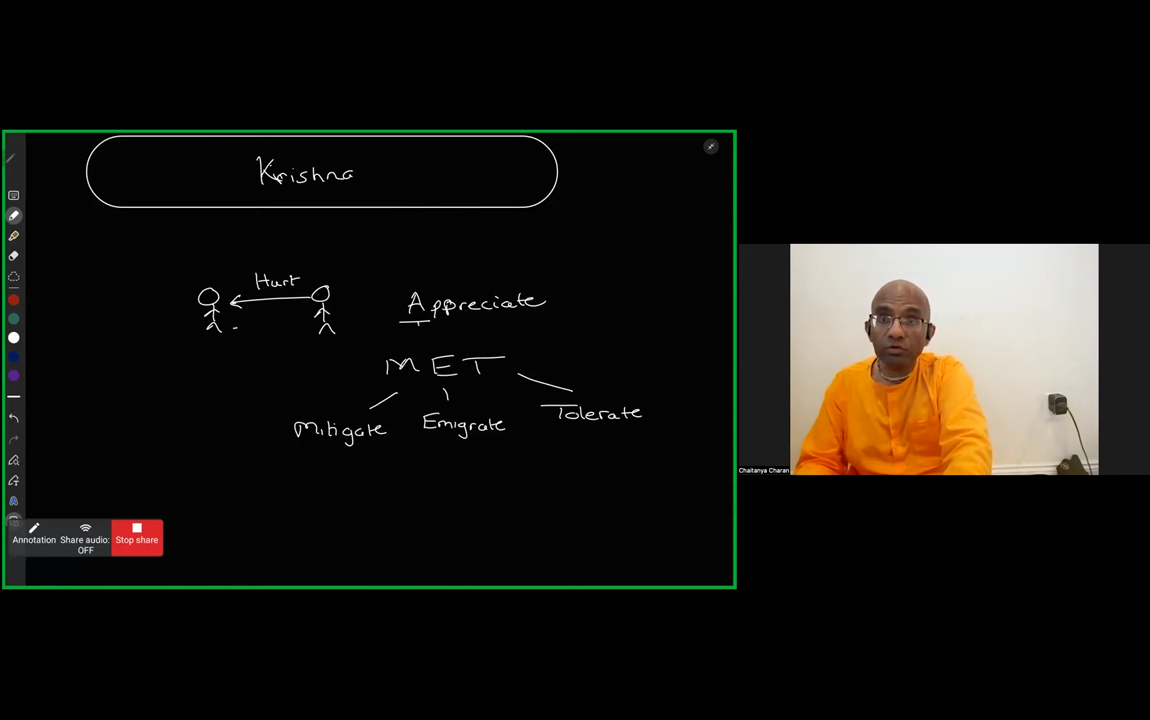 Krishna
Hurt
Appreciate
MET
Mitigate
Emigrate
Tolerate
Annotation
Share audio:
OFF
Stop share
Chaitanya Charan